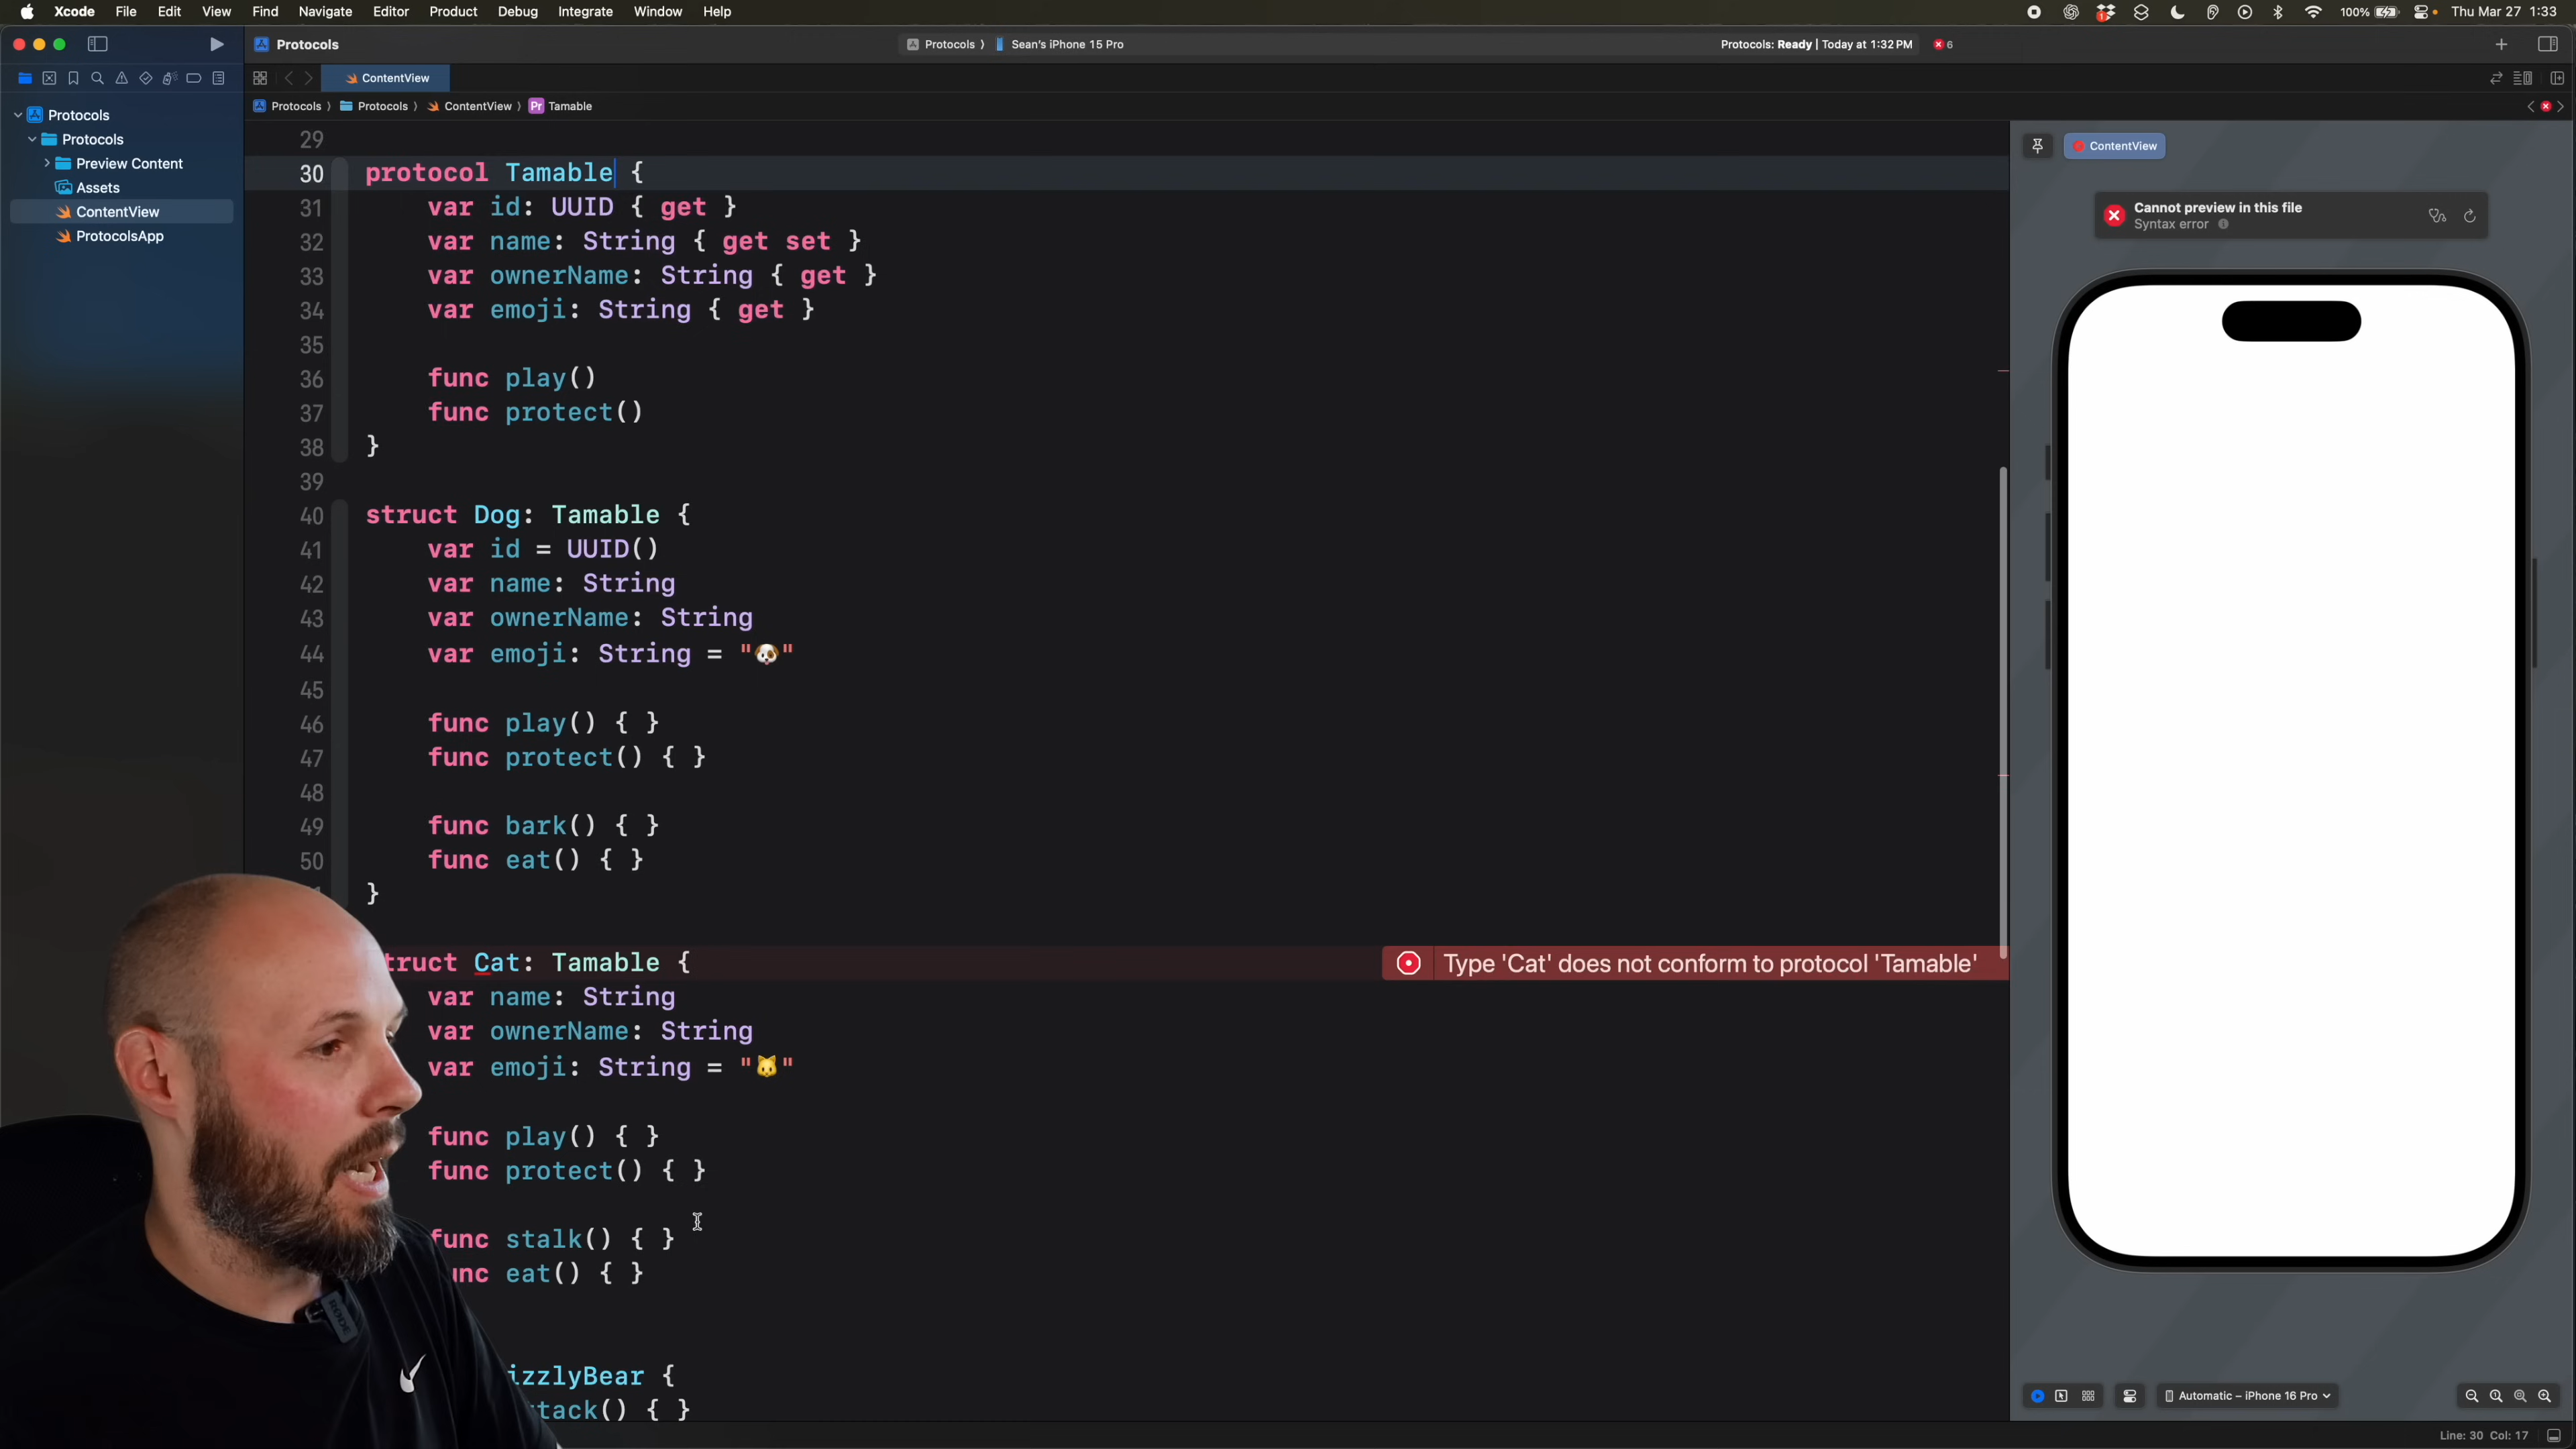 Xcode File Edit View Find Navigate Editor Product Debug Integrate Window Help
100% Thu Mar 27 1:33
Protocols
Protocols 〉 Sean's iPhone 15 Pro
Protocols: Ready | Today at 1:32 PM 6
ContentView
Protocols 〉 Protocols 〉 ContentView 〉 Pr Tamable
Protocols
Protocols
Preview Content
Assets
ContentView
ProtocolsApp
29
30 protocol Tamable {
31 var id: UUID { get }
32 var name: String { get set }
33 var ownerName: String { get }
34 var emoji: String { get }
35
36 func play()
37 func protect()
38 }
39
40 struct Dog: Tamable {
41 var id = UUID()
42 var name: String
43 var ownerName: String
44 var emoji: String = "🐶"
45
46 func play() { }
47 func protect() { }
48
49 func bark() { }
50 func eat() { }
}
truct Cat: Tamable {
Type 'Cat' does not conform to protocol 'Tamable'
var name: String
var ownerName: String
var emoji: String = "🐱"
func play() { }
func protect() { }
func stalk() { }
unc eat() { }
izzlyBear {
tack() { }
ContentView
Cannot preview in this file
Syntax error
Automatic – iPhone 16 Pro
Line: 30 Col: 17